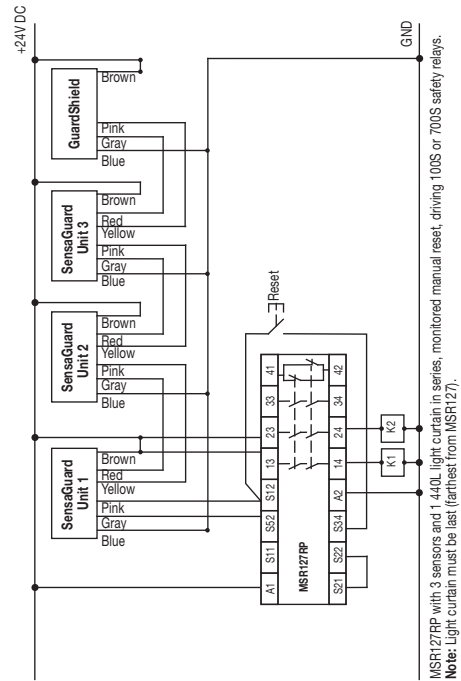 +24V DC
GuardShield
Brown
Pink
Gray
Blue
SensaGuard
Unit 3
Brown
Red
Yellow
Pink
Gray
Blue
SensaGuard
Unit 2
Brown
Red
Yellow
Pink
Gray
Blue
SensaGuard
Unit 1
Brown
Red
Yellow
Pink
Gray
Blue
Reset
A1 S11 S52 S12 13 23 33 41
MSR127RP
S21 S22 S34 A2 14 24 34 42
K1 K2
GND
MSR127RP with 3 sensors and 1 440L light curtain in series, monitored manual reset, driving 100S or 700S safety relays.
Note: Light curtain must be last (farthest from MSR127).